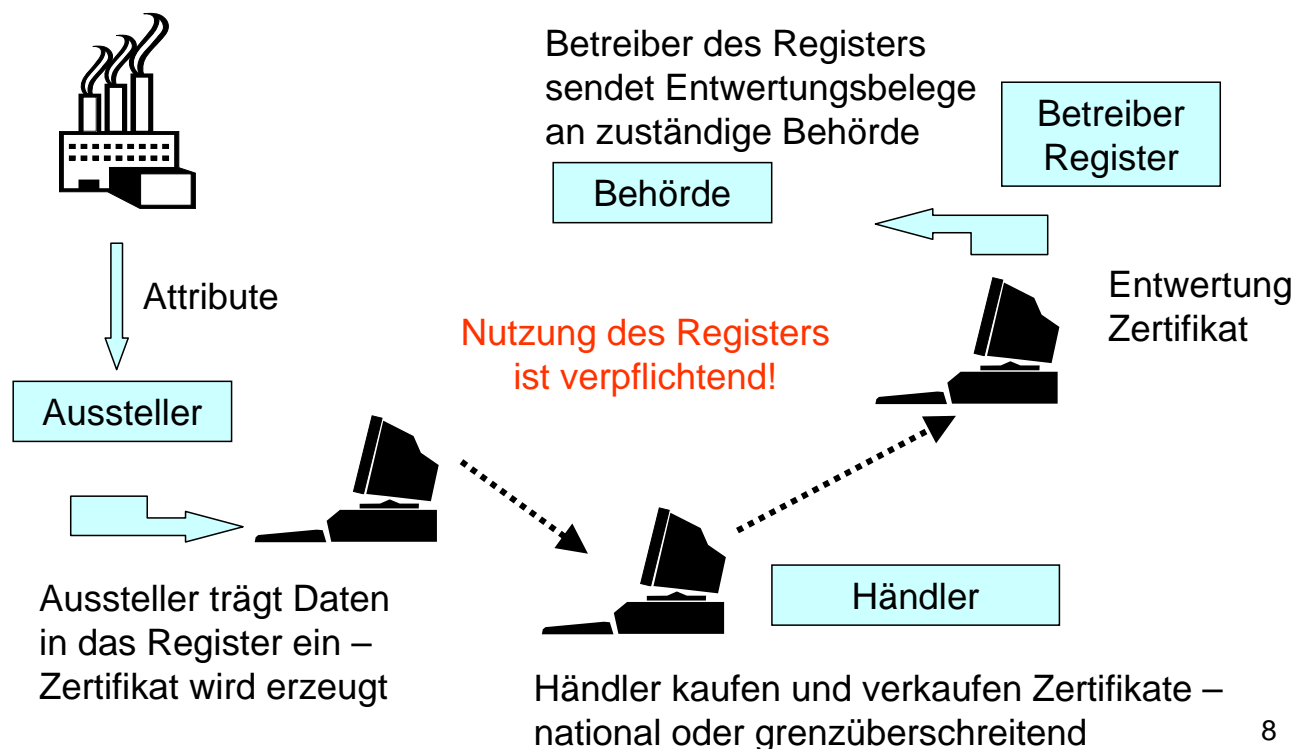 Betreiber des Registers
sendet Entwertungsbelege
an zuständige Behörde
Betreiber
Register
Behörde
Attribute
Entwertung
Zertifikat
Nutzung des Registers
ist verpflichtend!
Aussteller
Händler
Aussteller trägt Daten
in das Register ein –
Zertifikat wird erzeugt
Händler kaufen und verkaufen Zertifikate –
national oder grenzüberschreitend
8